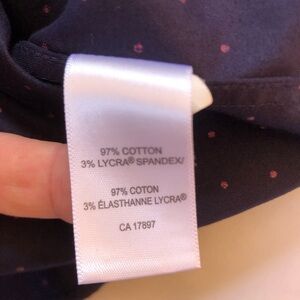 97% COTTON
3% LYCRA® SPANDEX/
97% COTON
3% ÉLASTHANNE LYCRA®
CA 17897